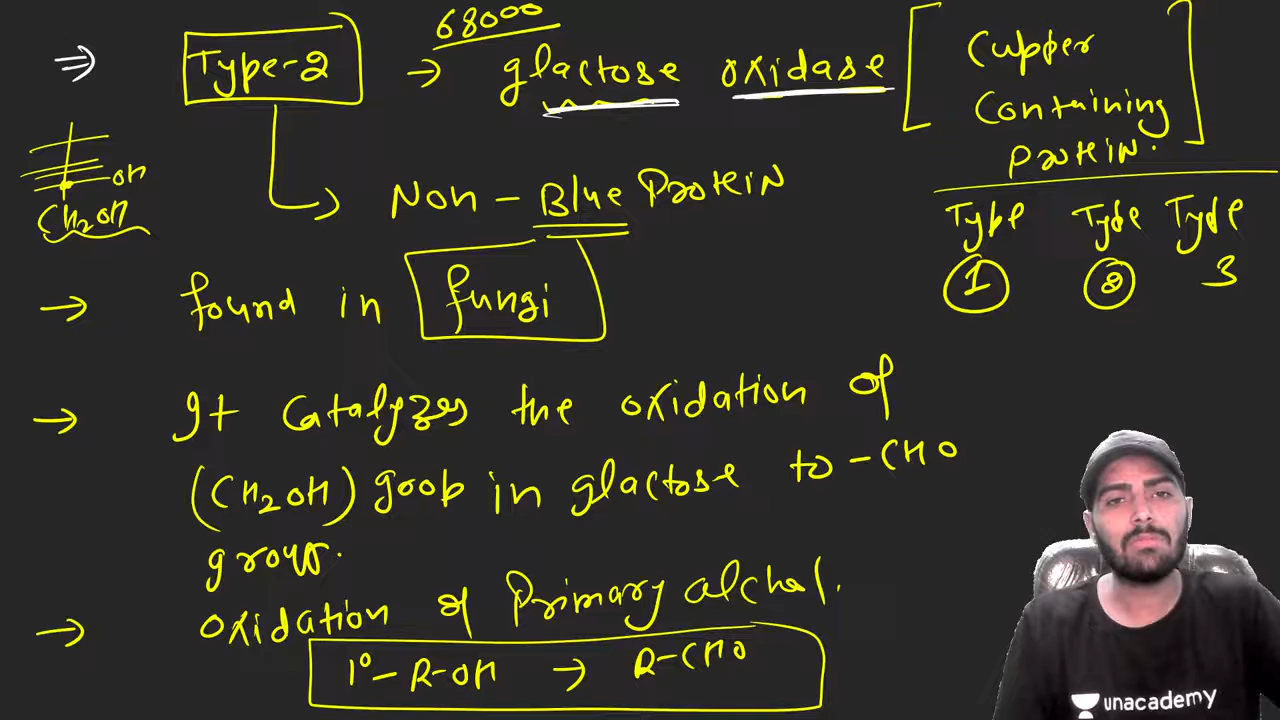 68000
⇒ Type-2 → glactose oxidase [Cupper
Containing
protein.]
Type Type Type
1 2 3
OH
CH2OH
Non - Blue Protein
→ found in fungi
→ It Catalyzes the oxidation of
(CH2OH) goop in glactose to -CHO
group.
→ oxidation of Primary alchol.
1°- R-OH → R-CHO
unacademy